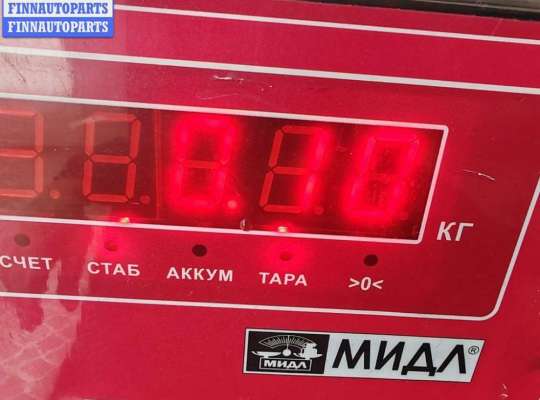 FINNAUTOPARTS
FINNAUTOPARTS
КГ
СЧЕТ СТАБ АККУМ ТАРА >0<
МИДЛ МИДЛ®